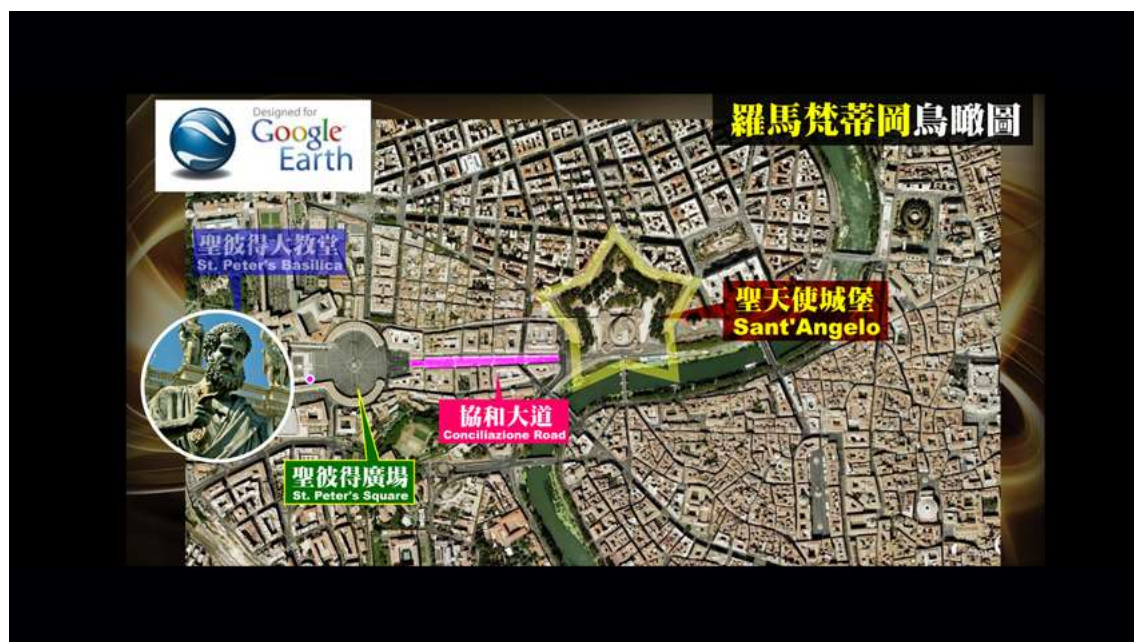 Designed for
Google
Earth
羅馬梵蒂岡鳥瞰圖
聖彼得大教堂
St. Peter's Basilica
聖天使城堡
Sant'Angelo
協和大道
Conciliazione Road
聖彼得廣場
St. Peter's Square